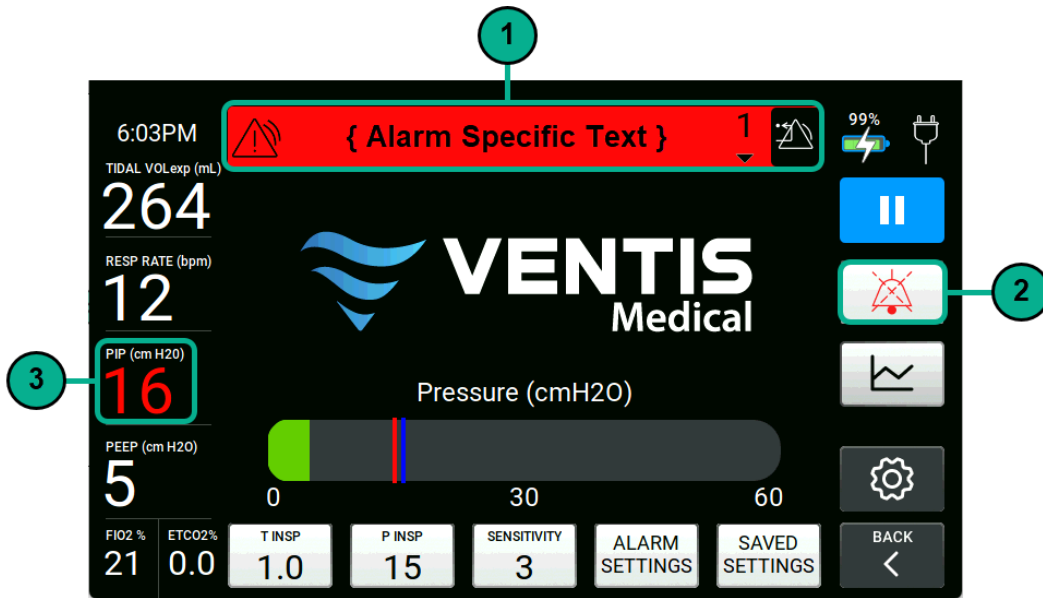 1
{ Alarm Specific Text }
1
6:03PM
99%
TIDAL VOLexp (mL)
264
RESP RATE (bpm)
12
VENTIS
Medical
2
3
PIP (cm H20)
16
Pressure (cmH2O)
PEEP (cm H2O)
5
0 30 60
FIO2 %
21
ETCO2%
0.0
T INSP
1.0
P INSP
15
SENSITIVITY
3
ALARM
SETTINGS
SAVED
SETTINGS
BACK